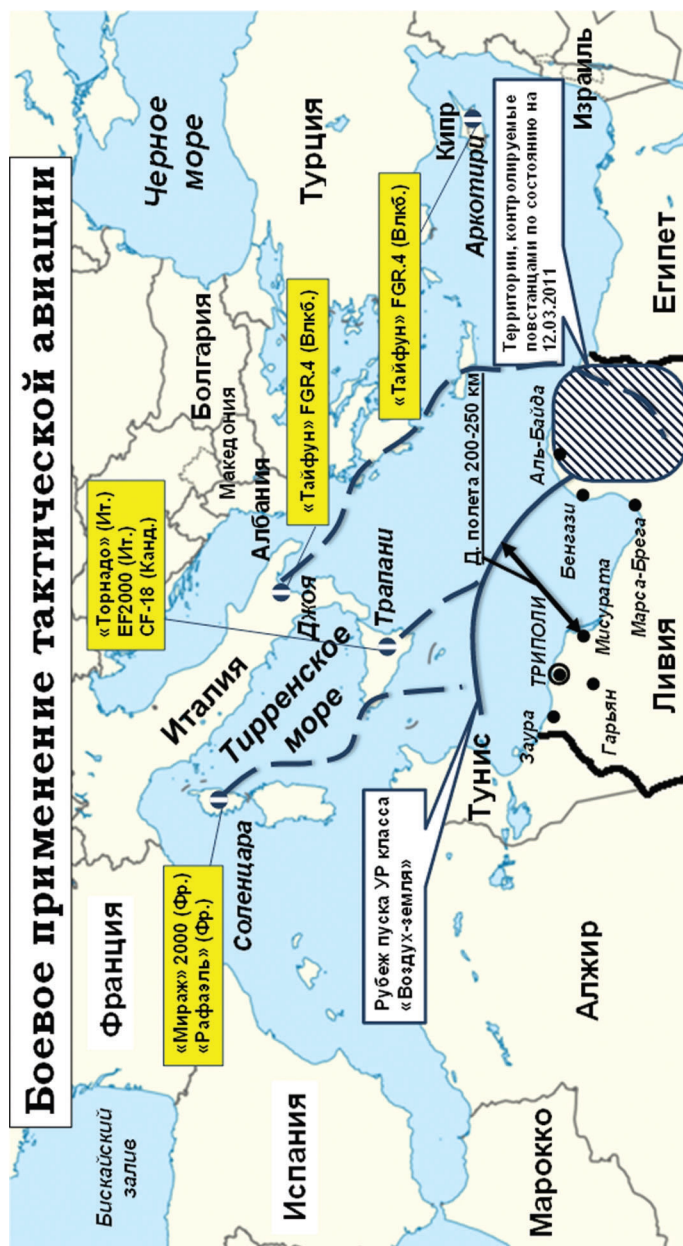 Боевое применение тактической авиации
Бискайский
залив
Франция
Испания
Марокко
Алжир
«Мираж» 2000 (Фр.)
«Рафаэль» (Фр.)
Соленцара
Италия
Тирренское
море
«Торнадо» (Ит.)
EF2000 (Ит.)
CF-18 (Канд.)
Албания
Македония
Болгария
Черное
море
Турция
Джоя
Трапани
«Тайфун» FGR.4 (Влкб.)
«Тайфун» FGR.4 (Влкб.)
Кипр
Аркотири
Израиль
Рубеж пуска УР класса
«Воздух-земля»
Тунис
Д. полета 200-250 км
Территории, контролируемые
повстанцами по состоянию на
12.03.2011
Заура
ТРИПОЛИ
Гарьян
Мисурата
Бенгази
Аль-Байда
Марса-Брега
Ливия
Египет